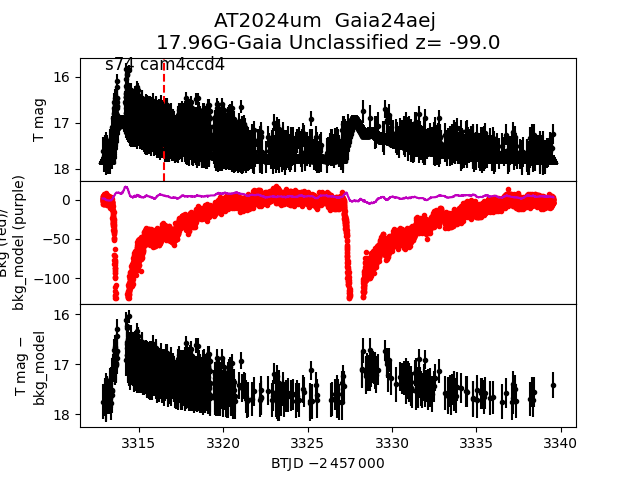 AT2024um  Gaia24aej
17.96G-Gaia Unclassified z= -99.0
s74 cam4ccd4
T mag
16
17
18
Bkg (red)/
bkg_model (purple)
0
−50
−100
T mag −
bkg_model
16
17
18
3315
3320
3325
3330
3335
3340
BTJD −2 457 000